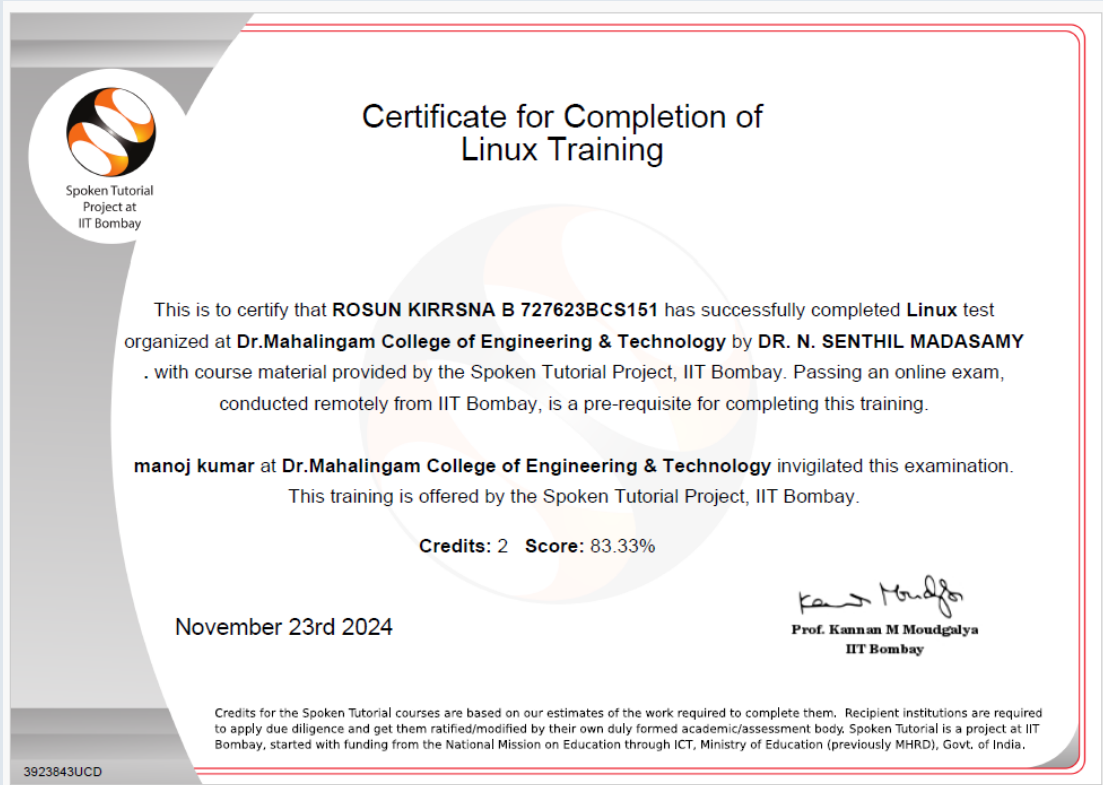 Certificate for Completion of
Linux Training
Spoken Tutorial
Project at
IIT Bombay
This is to certify that ROSUN KIRRSNA B 727623BCS151 has successfully completed Linux test
organized at Dr.Mahalingam College of Engineering & Technology by DR. N. SENTHIL MADASAMY
. with course material provided by the Spoken Tutorial Project, IIT Bombay. Passing an online exam,
conducted remotely from IIT Bombay, is a pre-requisite for completing this training.
manoj kumar at Dr.Mahalingam College of Engineering & Technology invigilated this examination.
This training is offered by the Spoken Tutorial Project, IIT Bombay.
Credits: 2 Score: 83.33%
November 23rd 2024
Prof. Kannan M Moudgalya
IIT Bombay
Credits for the Spoken Tutorial courses are based on our estimates of the work required to complete them. Recipient institutions are required
to apply due diligence and get them ratified/modified by their own duly formed academic/assessment body. Spoken Tutorial is a project at IIT
Bombay, started with funding from the National Mission on Education through ICT, Ministry of Education (previously MHRD), Govt. of India.
3923843UCD